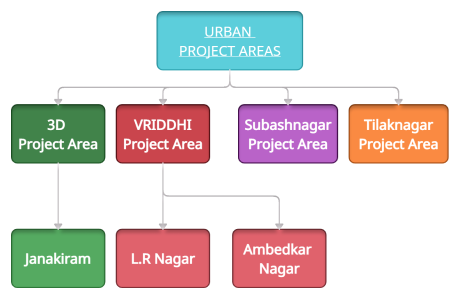 URBAN
PROJECT AREAS
3D
Project Area
VRIDDHI
Project Area
Subashnagar
Project Area
Tilaknagar
Project Area
Janakiram
L.R Nagar
Ambedkar
Nagar